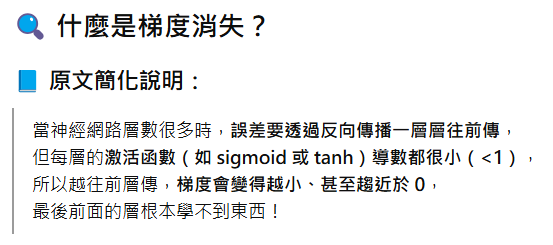 🔍 什麼是梯度消失？
📘 原文簡化說明：
當神經網路層數很多時，誤差要透過反向傳播一層層往前傳，
但每層的激活函數（如 sigmoid 或 tanh）導數都很小（<1），
所以越往前層傳，梯度會變得越小、甚至趨近於 0，
最後前面的層根本學不到東西！